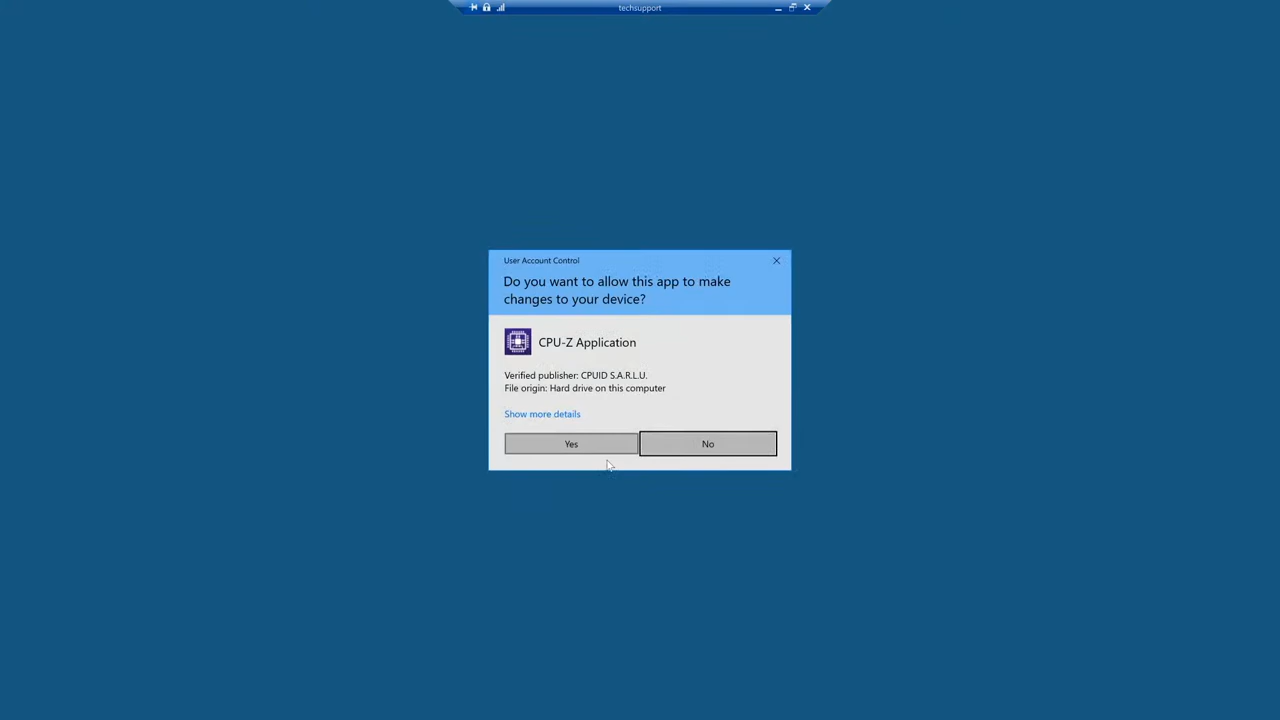 techsupport
User Account Control
Do you want to allow this app to make
changes to your device?
CPU-Z Application
Verified publisher: CPUID S.A.R.L.U.
File origin: Hard drive on this computer
Show more details
Yes
No